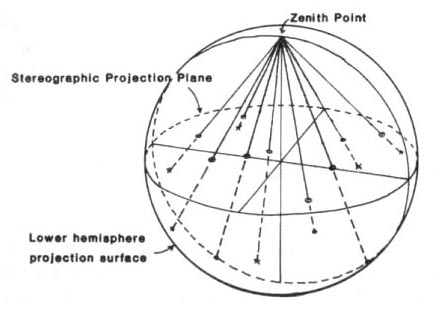 Zenith Point
Stereographic Projection Plane
Lower hemisphere
projection surface